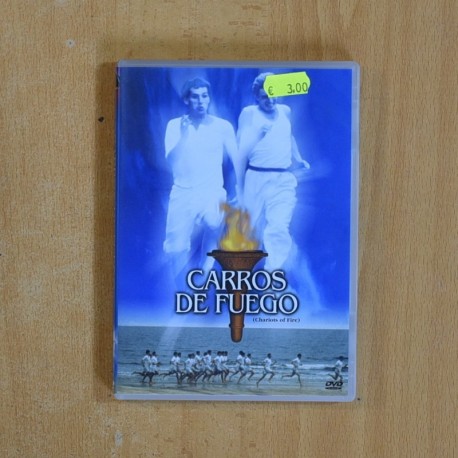 € 3,00
CARROS
DE FUEGO
(Chariots of Fire)
DVD